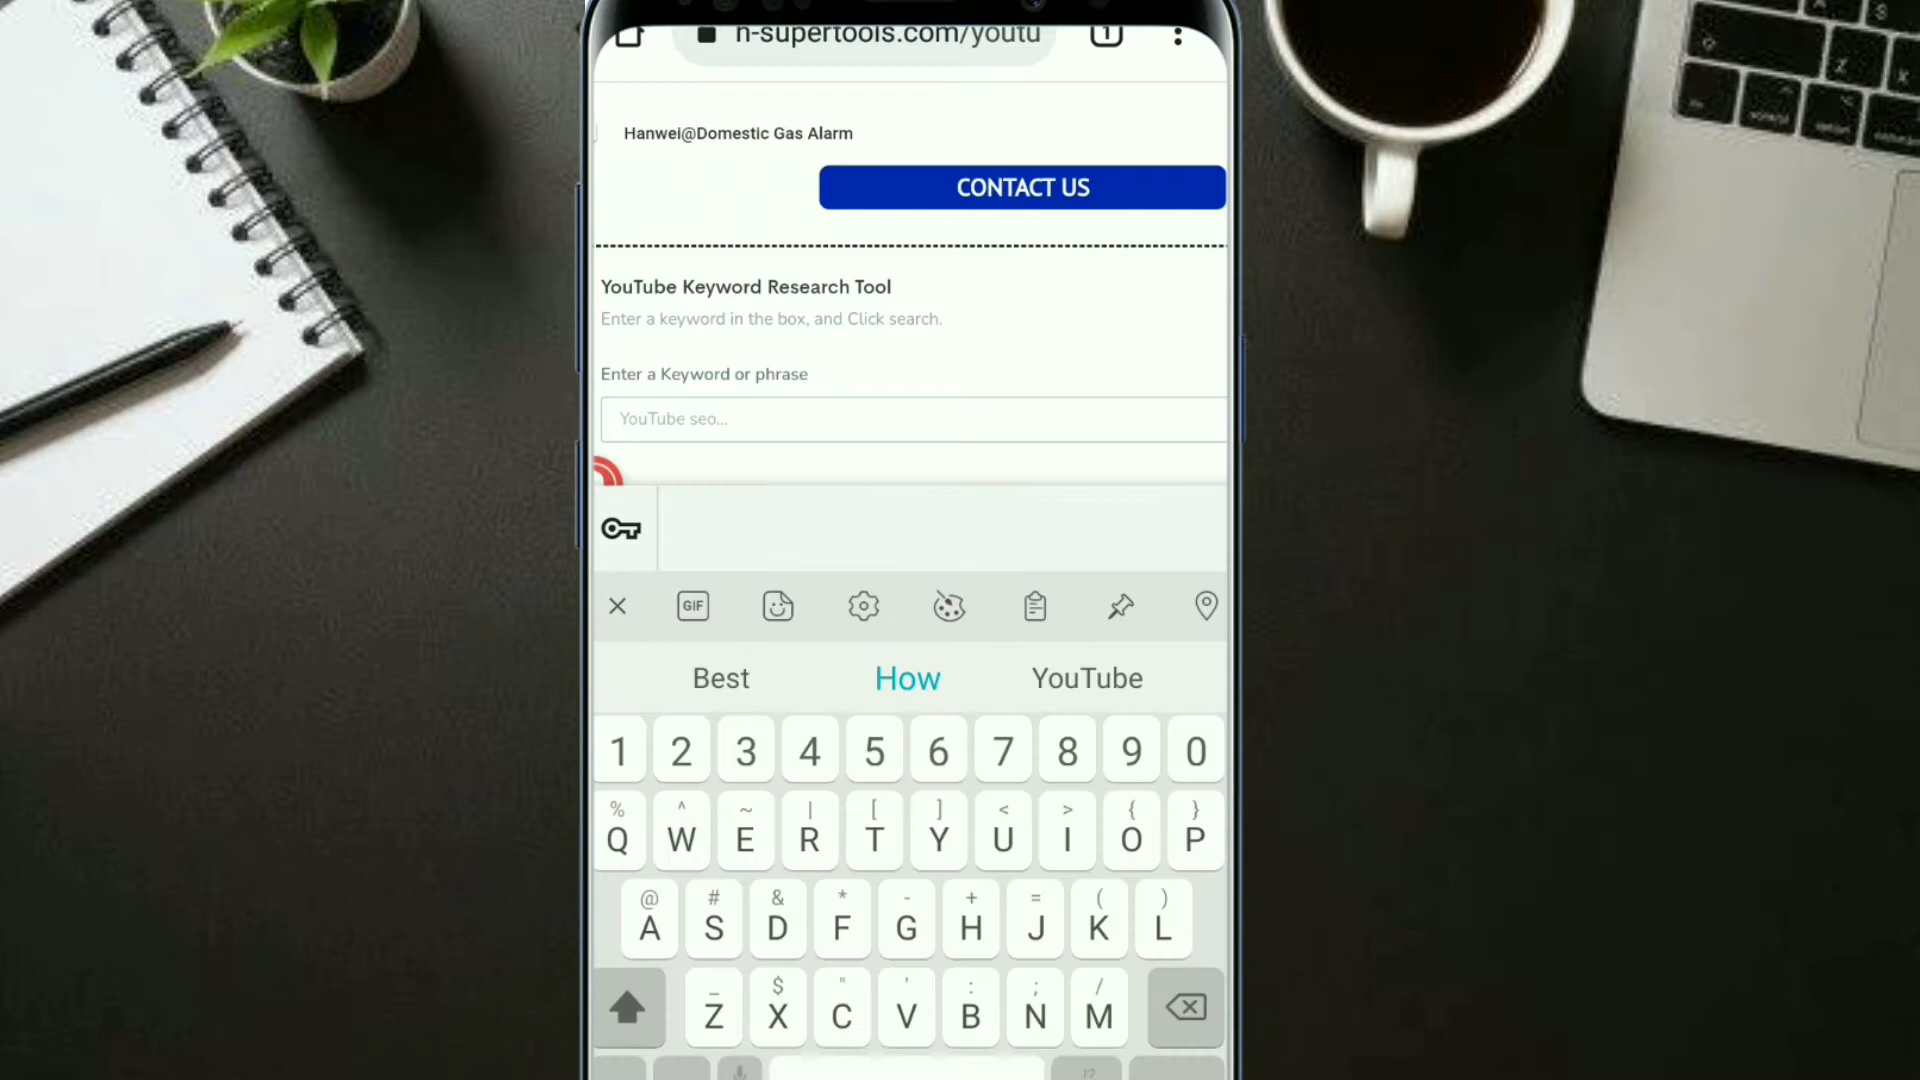 n-supertools.com/youtu
1
Hanwei@Domestic Gas Alarm
CONTACT US
YouTube Keyword Research Tool
Enter a keyword in the box, and Click search.
Enter a Keyword or phrase
YouTube seo...
GIF
Best How YouTube
1 2 3 4 5 6 7 8 9 0
% ^ ~ | [ ] < > { }
Q W E R T Y U I O P
@ # & * - + = ( )
A S D F G H J K L
_ $ " ' : ; /
Z X C V B N M
!?